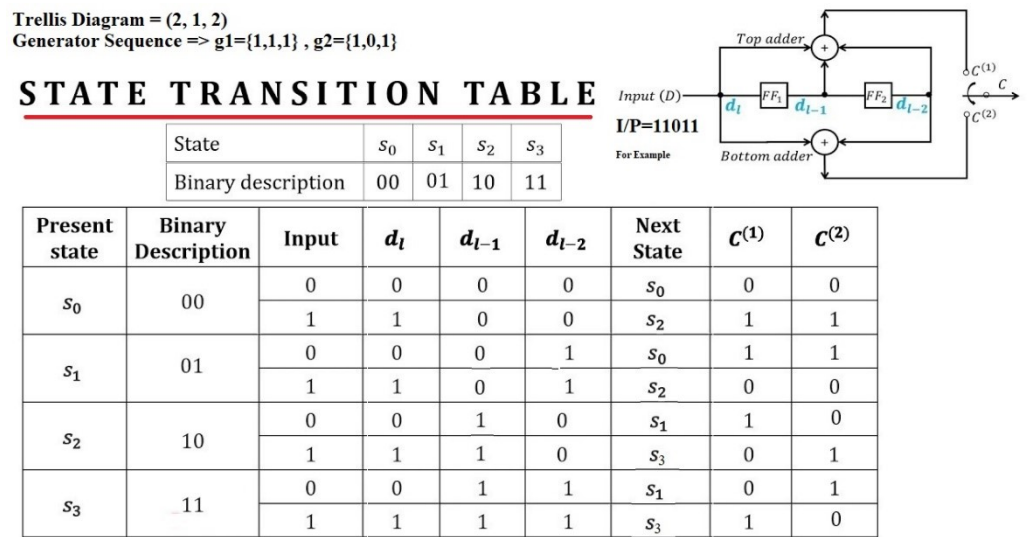 Trellis Diagram = (2, 1, 2)
Generator Sequence => g1={1,1,1} , g2={1,0,1}
STATE TRANSITION TABLE
State s₀ s₁ s₂ s₃
Binary description 00 01 10 11
Top adder
+
Input (D)
d_l
FF₁
d_{l-1}
FF₂
d_{l-2}
I/P=11011
For Example
Bottom adder
+
C⁽¹⁾
C
C⁽²⁾
Present state Binary Description Input d_l d_{l-1} d_{l-2} Next State C⁽¹⁾ C⁽²⁾
s₀ 00 0 0 0 0 s₀ 0 0
1 1 0 0 s₂ 1 1
s₁ 01 0 0 0 1 s₀ 1 1
1 1 0 1 s₂ 0 0
s₂ 10 0 0 1 0 s₁ 1 0
1 1 1 0 s₃ 0 1
s₃ 11 0 0 1 1 s₁ 0 1
1 1 1 1 s₃ 1 0